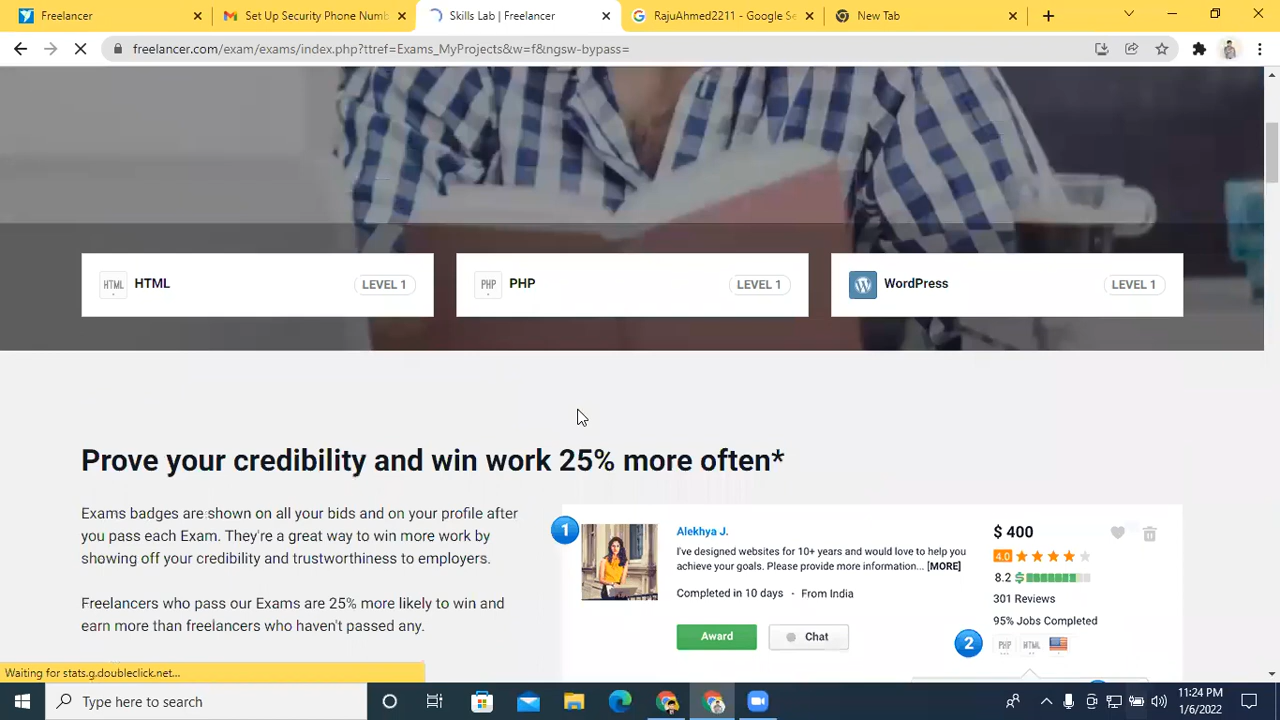 Freelancer
Set Up Security Phone Numb
Skills Lab | Freelancer
RajuAhmed2211 - Google Se
New Tab
freelancer.com/exam/exams/index.php?ttref=Exams_MyProjects&w=f&ngsw-bypass=
HTML HTML LEVEL 1
PHP PHP LEVEL 1
WordPress LEVEL 1
Prove your credibility and win work 25% more often*
Exams badges are shown on all your bids and on your profile after
you pass each Exam. They're a great way to win more work by
showing off your credibility and trustworthiness to employers.
Freelancers who pass our Exams are 25% more likely to win and
earn more than freelancers who haven't passed any.
1
Alekhya J.
I've designed websites for 10+ years and would love to help you
achieve your goals. Please provide more information... [MORE]
Completed in 10 days · From India
Award
Chat
$ 400
4.0
8.2
301 Reviews
95% Jobs Completed
2 PHP HTML
Waiting for stats.g.doubleclick.net...
Type here to search
11:24 PM
1/6/2022